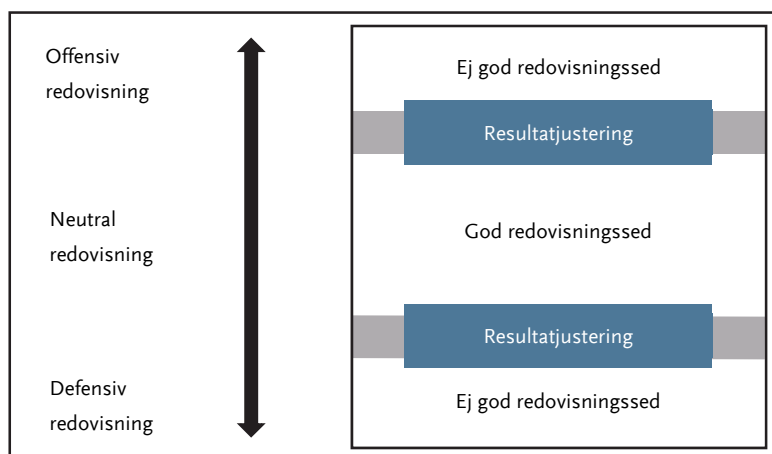 Offensiv
redovisning
Ej god redovisningssed
Resultatjustering
Neutral
redovisning
God redovisningssed
Resultatjustering
Defensiv
redovisning
Ej god redovisningssed